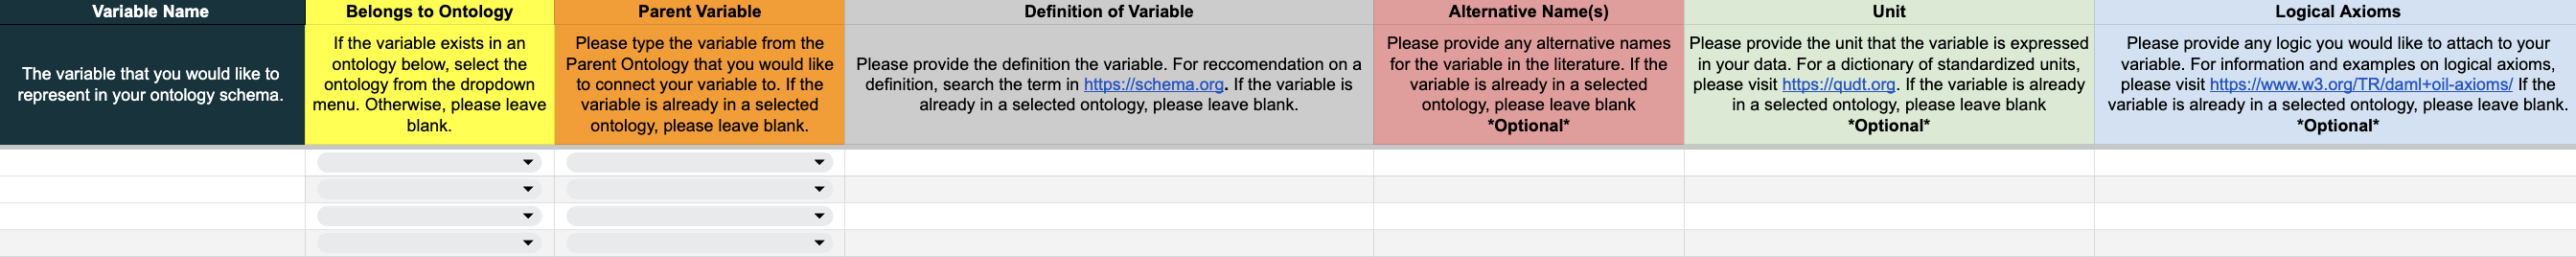 Variable Name
Belongs to Ontology
Parent Variable
Definition of Variable
Alternative Name(s)
Unit
Logical Axioms
The variable that you would like to
represent in your ontology schema.
If the variable exists in an
ontology below, select the
ontology from the dropdown
menu. Otherwise, please leave
blank.
Please type the variable from the
Parent Ontology that you would like
to connect your variable to. If the
variable is already in a selected
ontology, please leave blank.
Please provide the definition the variable. For reccomendation on a
definition, search the term in https://schema.org. If the variable is
already in a selected ontology, please leave blank.
Please provide any alternative names
for the variable in the literature. If the
variable is already in a selected
ontology, please leave blank
*Optional*
Please provide the unit that the variable is expressed
in your data. For a dictionary of standardized units,
please visit https://qudt.org. If the variable is already
in a selected ontology, please leave blank
*Optional*
Please provide any logic you would like to attach to your
variable. For information and examples on logical axioms,
please visit https://www.w3.org/TR/daml+oil-axioms/ If the
variable is already in a selected ontology, please leave blank.
*Optional*